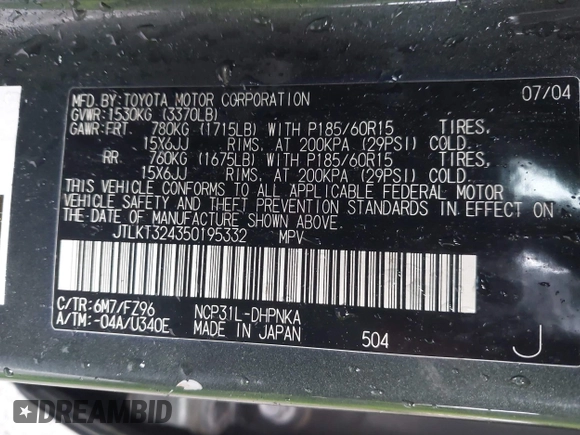 MFD.BY:TOYOTA MOTOR CORPORATION 07/04
GVWR:1530KG (3370LB)
GAWR:FRT. 780KG (1715LB) WITH P185/60R15 TIRES,
15X6JJ RIMS, AT 200KPA (29PSI) COLD.
RR 760KG (1675LB) WITH P185/60R15 TIRES,
15X6JJ RIMS, AT 200KPA (29PSI) COLD.
THIS VEHICLE CONFORMS TO ALL APPLICABLE FEDERAL MOTOR
VEHICLE SAFETY AND THEFT PREVENTION STANDARDS IN EFFECT ON
THE DATE OF MANUFACTURE SHOWN ABOVE.
JTLKT324350195332 MPV
C/TR:6M7/FZ96 NCP31L-DHPNKA
A/TM:-04A/U340E MADE IN JAPAN 504 J
DREAMBID